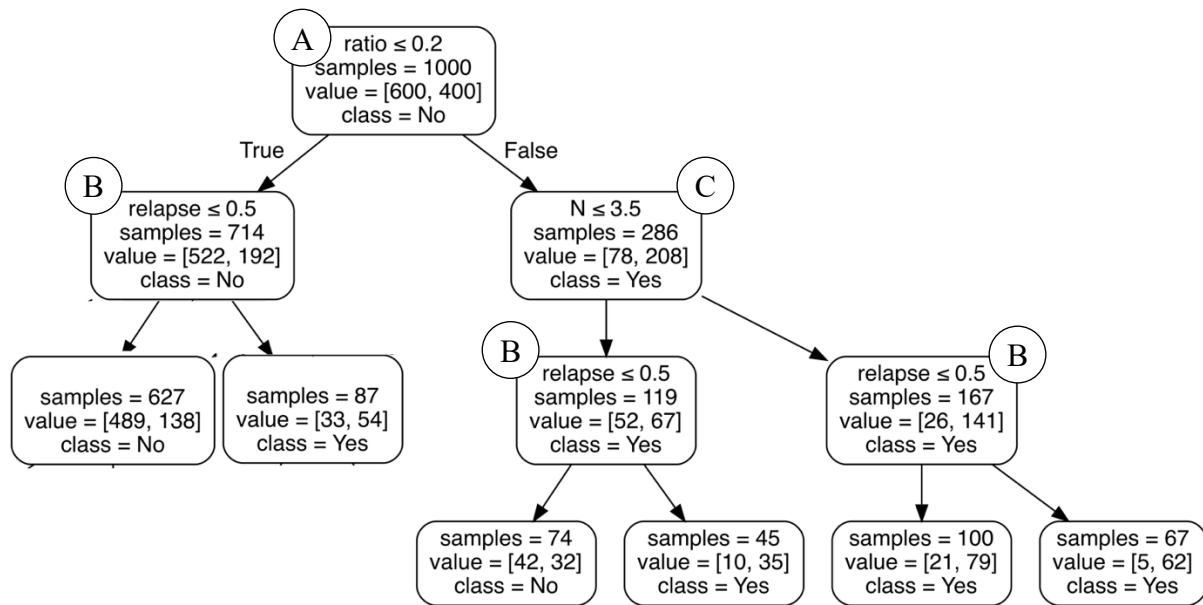 A
ratio ≤ 0.2
samples = 1000
value = [600, 400]
class = No
True
False
B
relapse ≤ 0.5
samples = 714
value = [522, 192]
class = No
C
N ≤ 3.5
samples = 286
value = [78, 208]
class = Yes
samples = 627
value = [489, 138]
class = No
samples = 87
value = [33, 54]
class = Yes
B
relapse ≤ 0.5
samples = 119
value = [52, 67]
class = Yes
B
relapse ≤ 0.5
samples = 167
value = [26, 141]
class = Yes
samples = 74
value = [42, 32]
class = No
samples = 45
value = [10, 35]
class = Yes
samples = 100
value = [21, 79]
class = Yes
samples = 67
value = [5, 62]
class = Yes